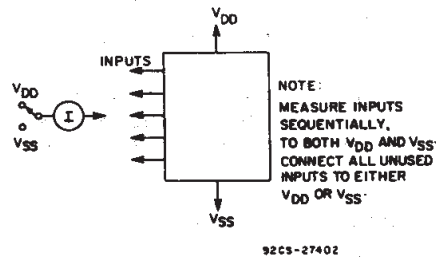 VDD
INPUTS
VDD
I
VSS
VSS
NOTE:
MEASURE INPUTS
SEQUENTIALLY,
TO BOTH VDD AND VSS.
CONNECT ALL UNUSED
INPUTS TO EITHER
VDD OR VSS.
92CS-27402